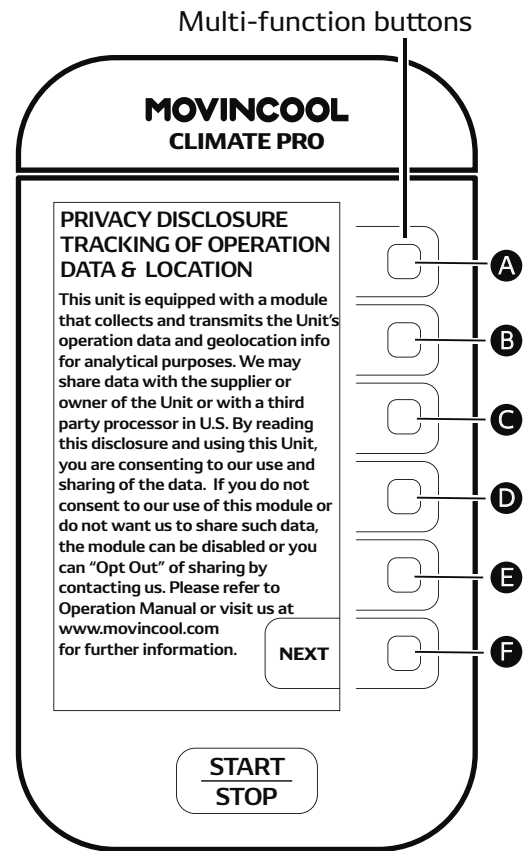 Multi-function buttons
MOVINCOOL
CLIMATE PRO
PRIVACY DISCLOSURE
TRACKING OF OPERATION
DATA & LOCATION
This unit is equipped with a module
that collects and transmits the Unit's
operation data and geolocation info
for analytical purposes. We may
share data with the supplier or
owner of the Unit or with a third
party processor in U.S. By reading
this disclosure and using this Unit,
you are consenting to our use and
sharing of the data. If you do not
consent to our use of this module or
do not want us to share such data,
the module can be disabled or you
can “Opt Out” of sharing by
contacting us. Please refer to
Operation Manual or visit us at
www.movincool.com
for further information.
NEXT
A
B
C
D
E
F
START
STOP